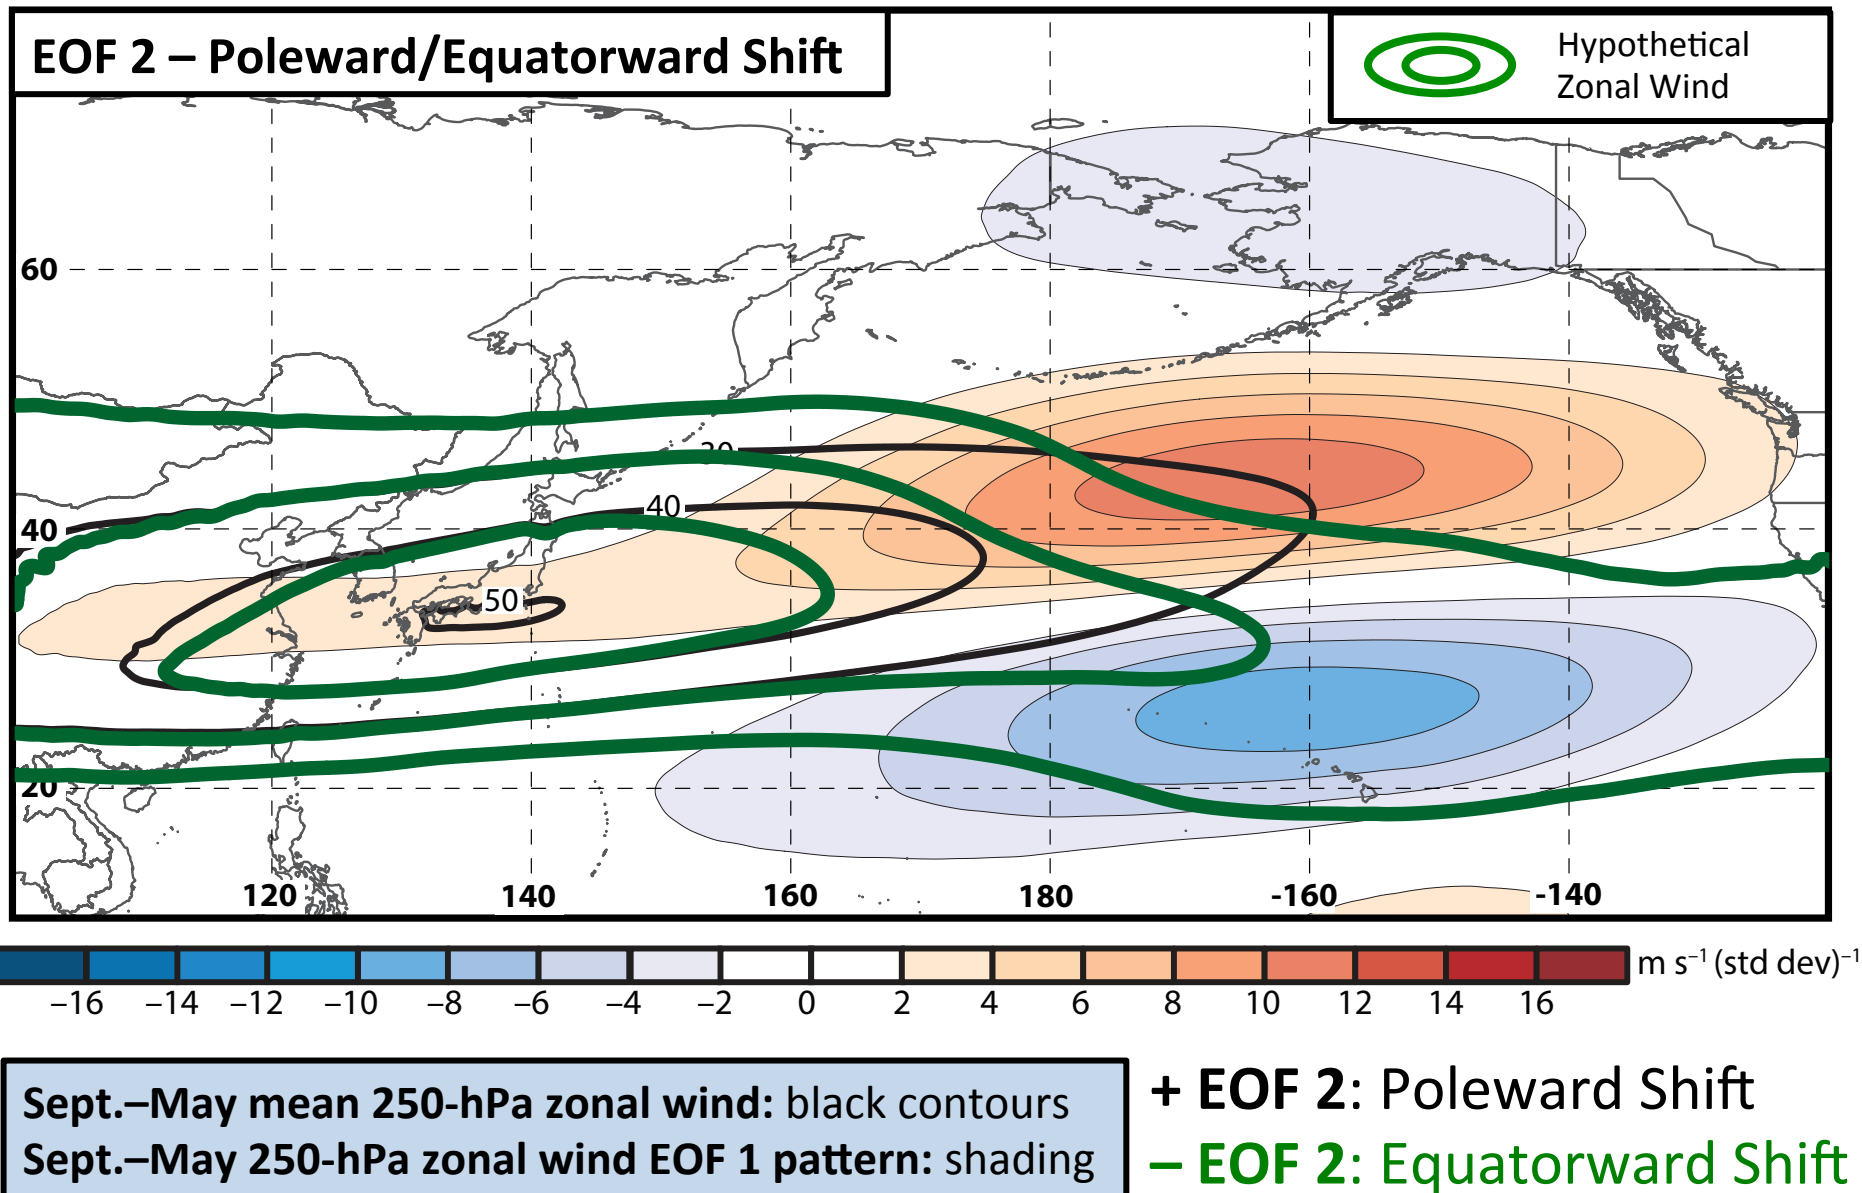 EOF 2 – Poleward/Equatorward Shift
Hypothetical
Zonal Wind
60
40
20
30
40
50
120 140 160 180 -160 -140
−16 −14 −12 −10 −8 −6 −4 −2 0 2 4 6 8 10 12 14 16
m s⁻¹ (std dev)⁻¹
Sept.–May mean 250-hPa zonal wind: black contours
Sept.–May 250-hPa zonal wind EOF 1 pattern: shading
+ EOF 2: Poleward Shift
– EOF 2: Equatorward Shift